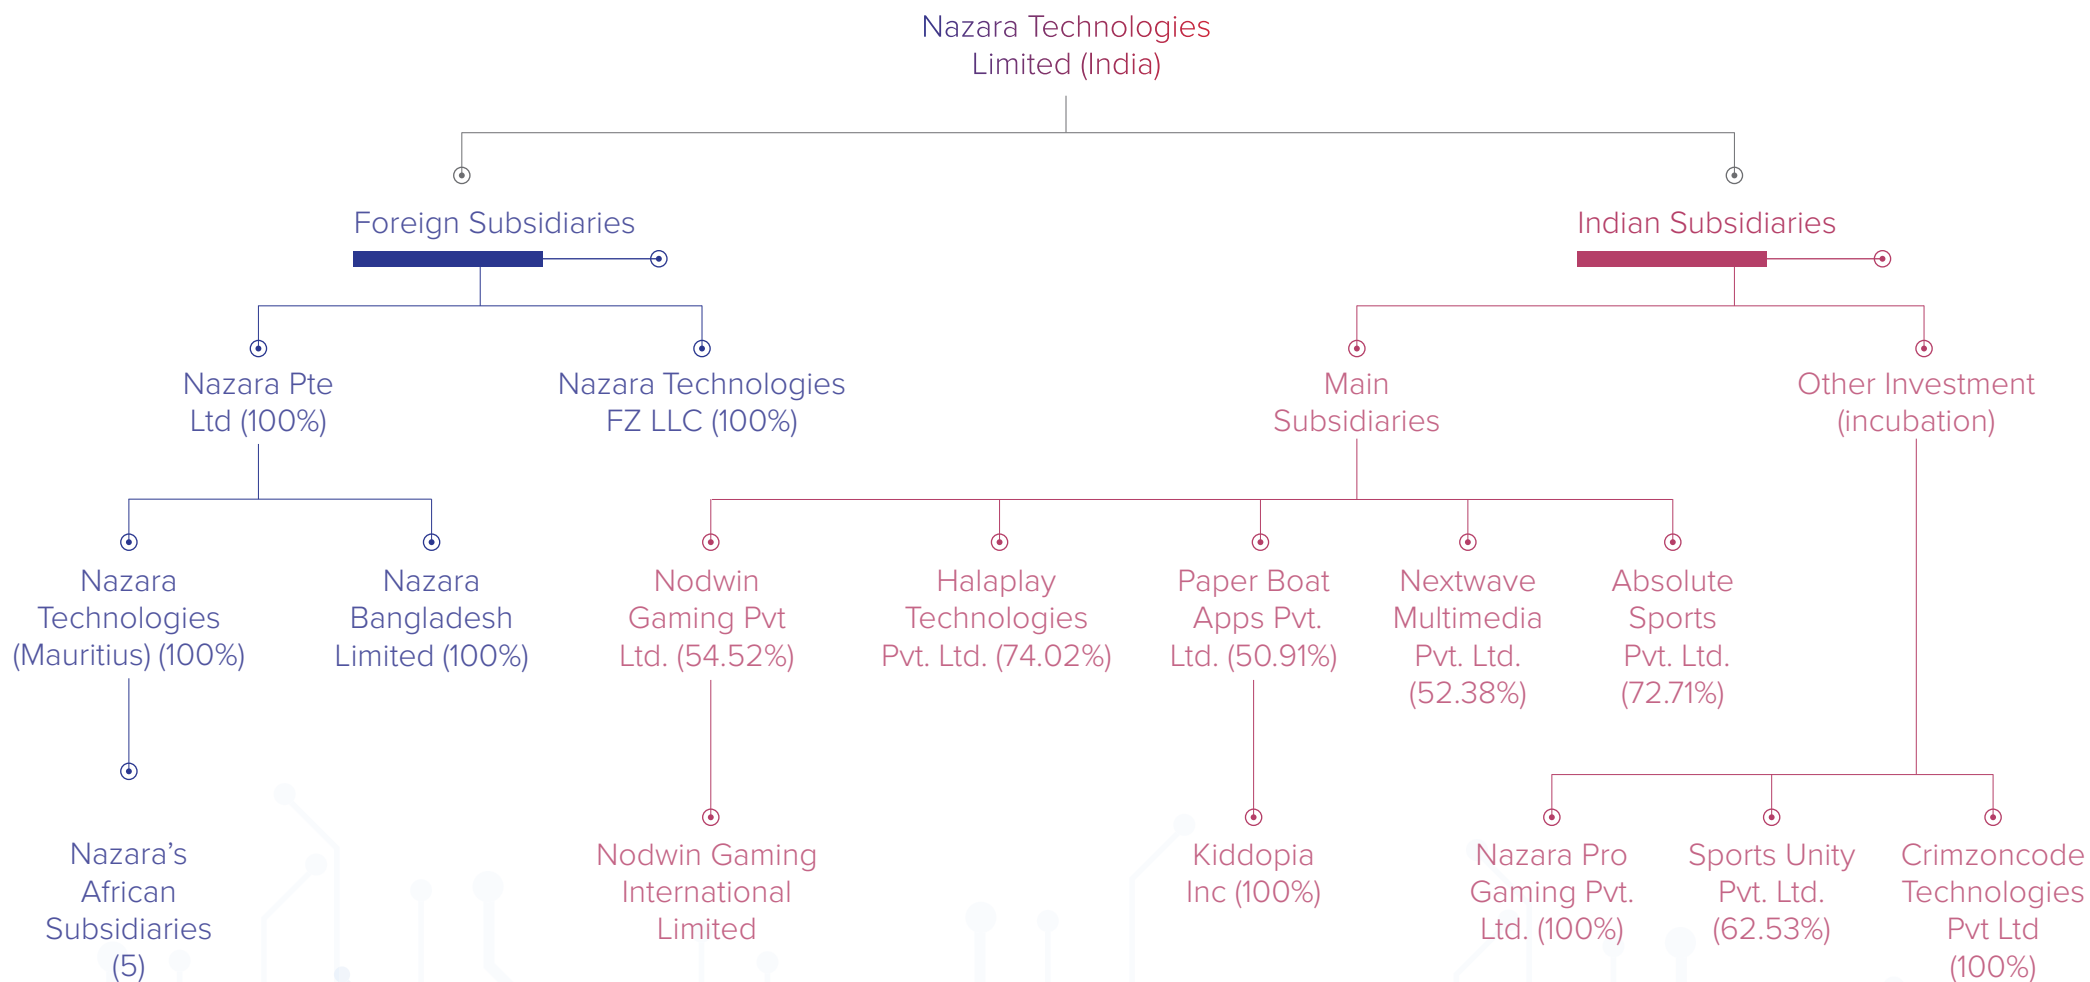 Nazara Technologies
Limited (India)
Foreign Subsidiaries
Indian Subsidiaries
Nazara Pte
Ltd (100%)
Nazara Technologies
FZ LLC (100%)
Main
Subsidiaries
Other Investment
(incubation)
Nazara
Technologies
(Mauritius) (100%)
Nazara
Bangladesh
Limited (100%)
Nodwin
Gaming Pvt
Ltd. (54.52%)
Halaplay
Technologies
Pvt. Ltd. (74.02%)
Paper Boat
Apps Pvt.
Ltd. (50.91%)
Nextwave
Multimedia
Pvt. Ltd.
(52.38%)
Absolute
Sports
Pvt. Ltd.
(72.71%)
Nazara’s
African
Subsidiaries
(5)
Nodwin Gaming
International
Limited
Kiddopia
Inc (100%)
Nazara Pro
Gaming Pvt.
Ltd. (100%)
Sports Unity
Pvt. Ltd.
(62.53%)
Crimzoncode
Technologies
Pvt Ltd
(100%)